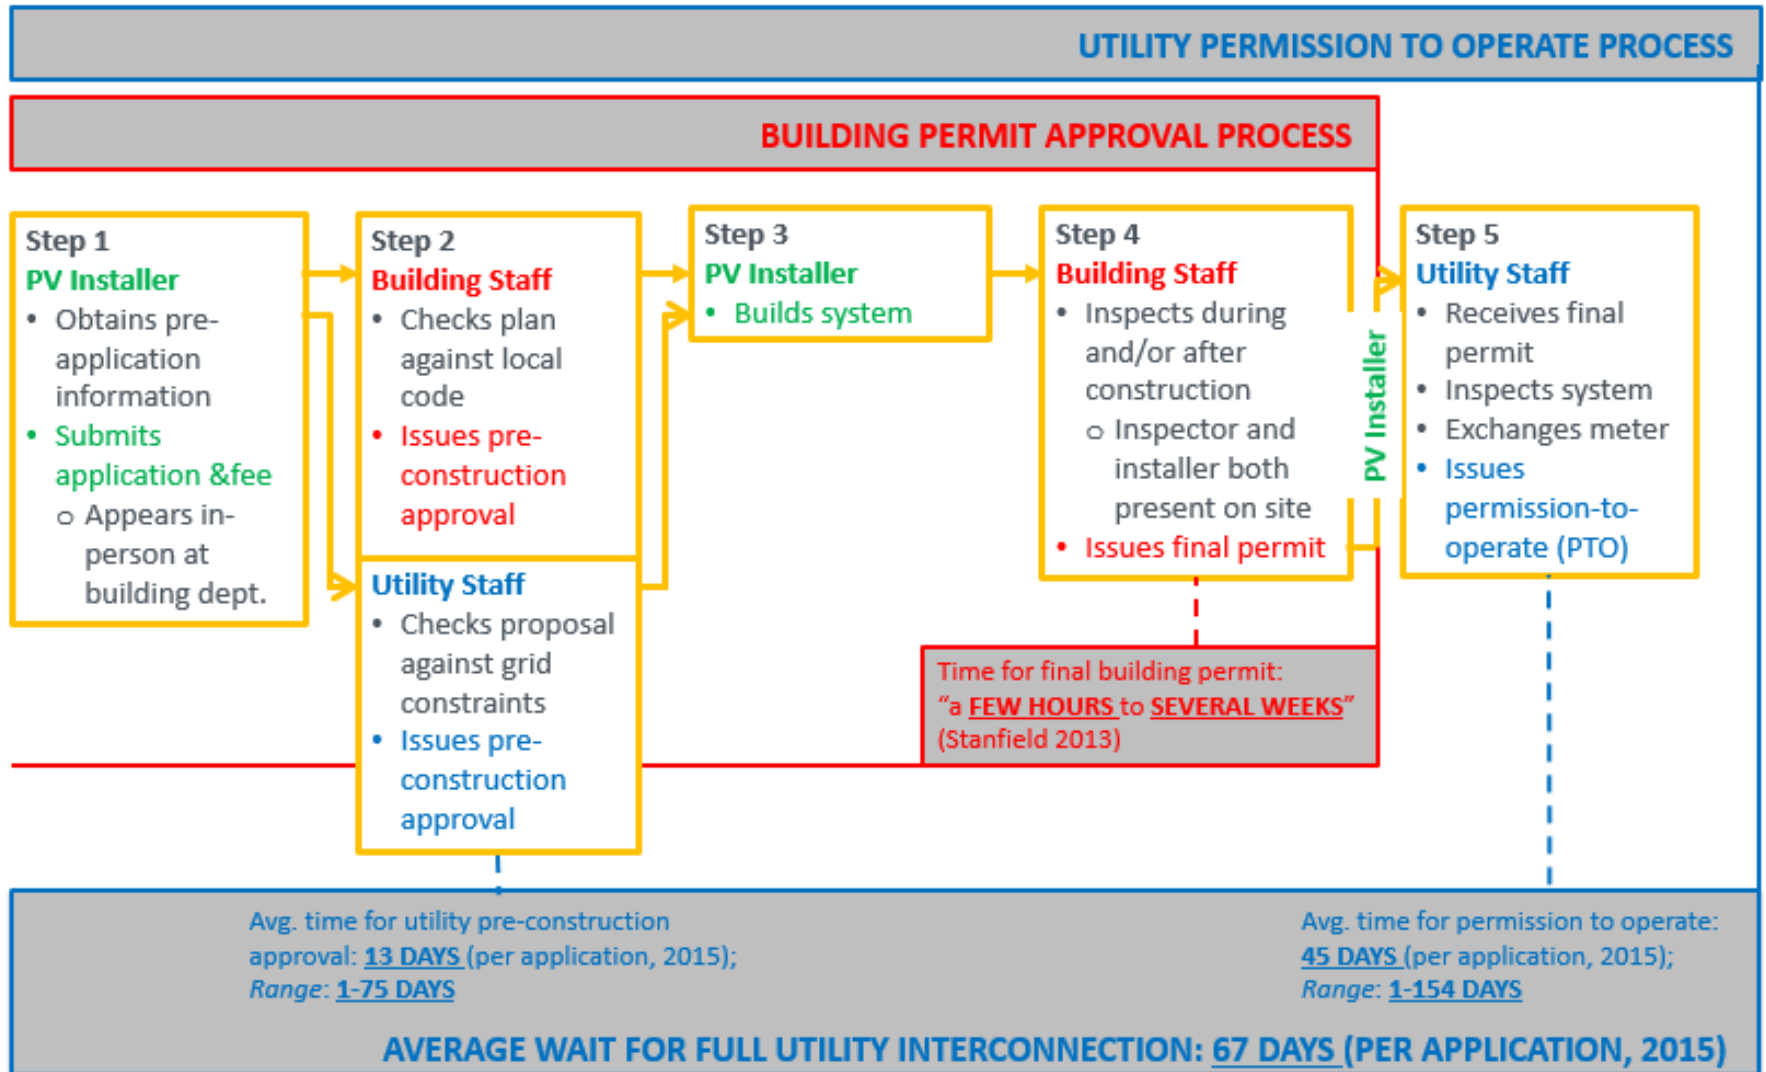 UTILITY PERMISSION TO OPERATE PROCESS
BUILDING PERMIT APPROVAL PROCESS
Step 1
PV Installer
• Obtains pre-
application
information
• Submits
application &fee
o Appears in-
person at
building dept.
Step 2
Building Staff
• Checks plan
against local
code
• Issues pre-
construction
approval
Utility Staff
• Checks proposal
against grid
constraints
• Issues pre-
construction
approval
Step 3
PV Installer
• Builds system
Step 4
Building Staff
• Inspects during
and/or after
construction
o Inspector and
installer both
present on site
• Issues final permit
PV Installer
Step 5
Utility Staff
• Receives final
permit
• Inspects system
• Exchanges meter
• Issues
permission-to-
operate (PTO)
Time for final building permit:
“a FEW HOURS to SEVERAL WEEKS”
(Stanfield 2013)
Avg. time for utility pre-construction
approval: 13 DAYS (per application, 2015);
Range: 1-75 DAYS
Avg. time for permission to operate:
45 DAYS (per application, 2015);
Range: 1-154 DAYS
AVERAGE WAIT FOR FULL UTILITY INTERCONNECTION: 67 DAYS (PER APPLICATION, 2015)